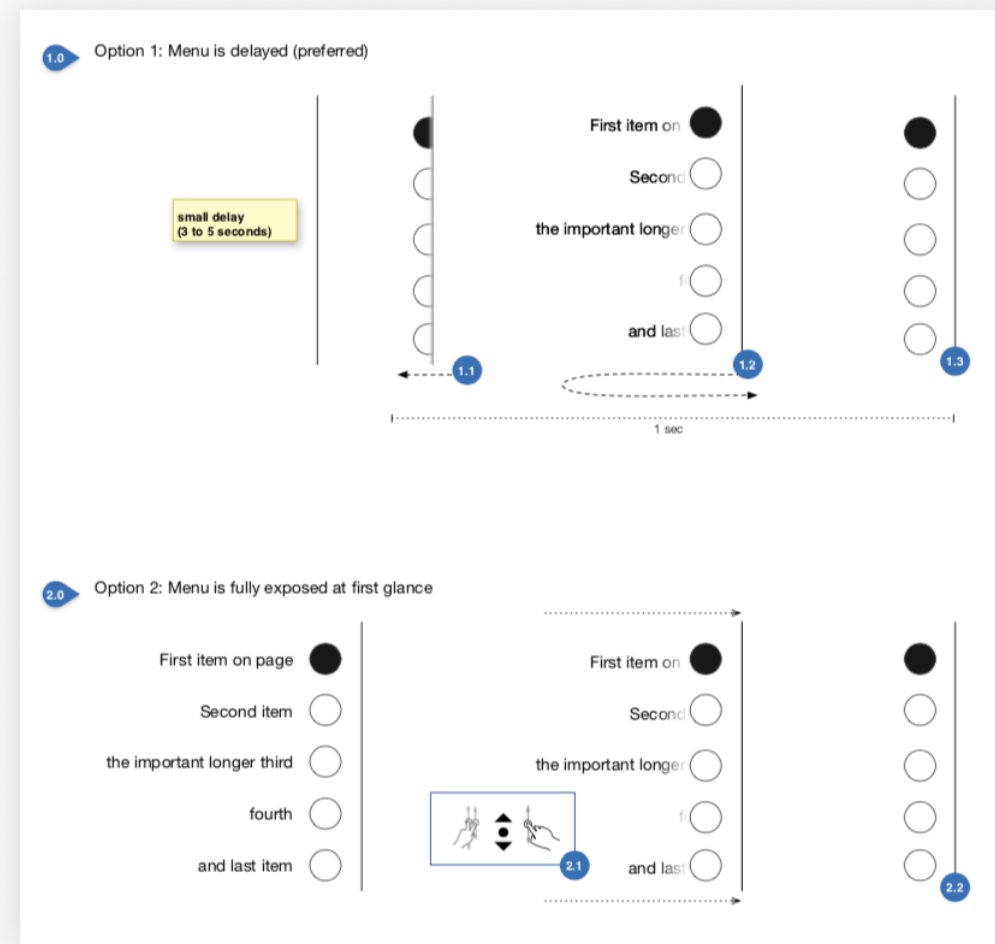 1.0
Option 1: Menu is delayed (preferred)
small delay
(3 to 5 seconds)
First item on
Second
the important longer
f
and last
1.1
1.2
1.3
1 sec
2.0
Option 2: Menu is fully exposed at first glance
First item on page
Second item
the important longer third
fourth
and last item
First item on
Second
the important longer
f
and last
2.1
2.2